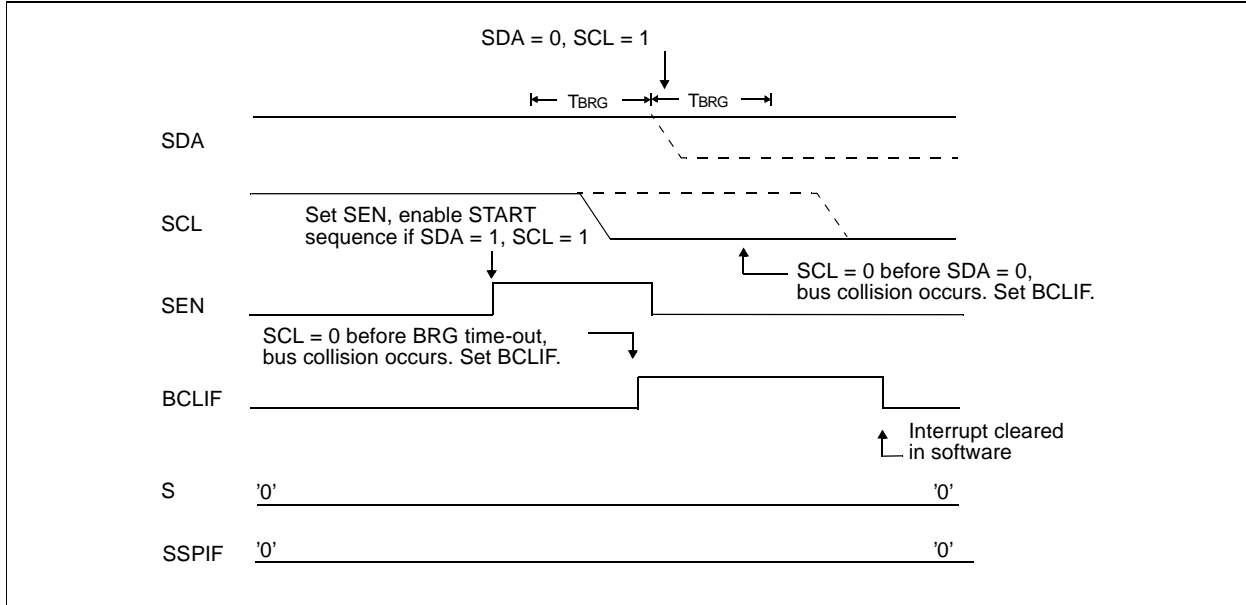 SDA = 0, SCL = 1
TBRG TBRG
SDA
SCL
Set SEN, enable START
sequence if SDA = 1, SCL = 1
SCL = 0 before SDA = 0,
bus collision occurs. Set BCLIF.
SEN
SCL = 0 before BRG time-out,
bus collision occurs. Set BCLIF.
BCLIF
Interrupt cleared
in software
S '0' '0'
SSPIF '0' '0'